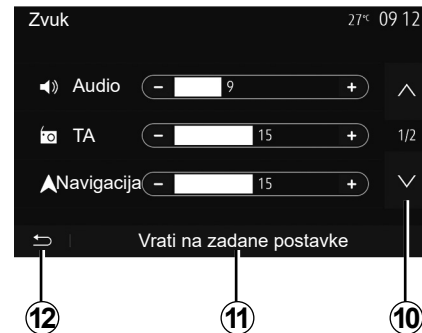 Zvuk 27°C 09 12
Audio - 9 +
TA - 15 +
1/2
Navigacija - 15 +
Vrati na zadane postavke
12 11 10